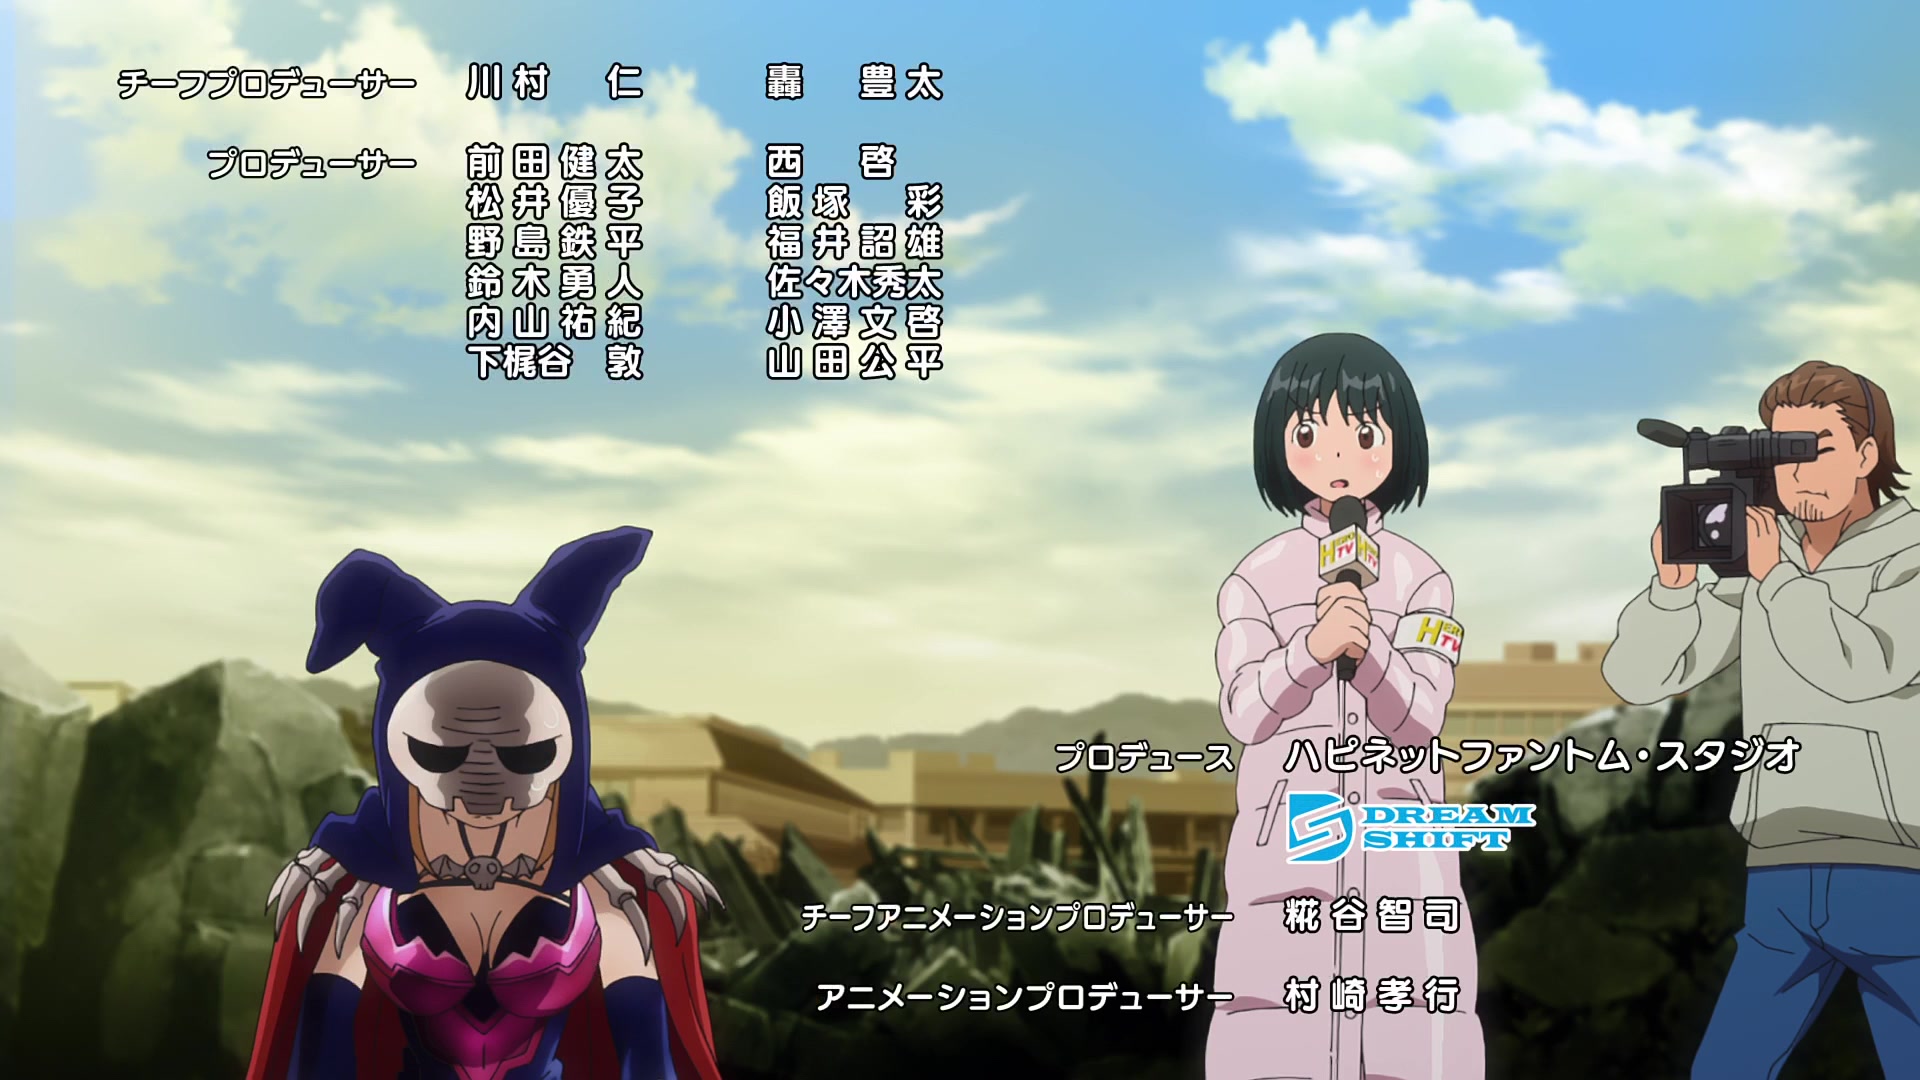 チーフプロデューサー 川村 仁 轟 豊太
プロデューサー 前田健太 西 啓
松井優子 飯塚 彩
野島鉄平 福井詔雄
鈴木勇人 佐々木秀太
内山祐紀 小澤文啓
下梶谷 敦 山田公平
HERO TV
HERO TV
HERO TV
プロデュース ハピネットファントム・スタジオ
DREAM SHIFT
チーフアニメーションプロデューサー 糀谷智司
アニメーションプロデューサー 村崎孝行